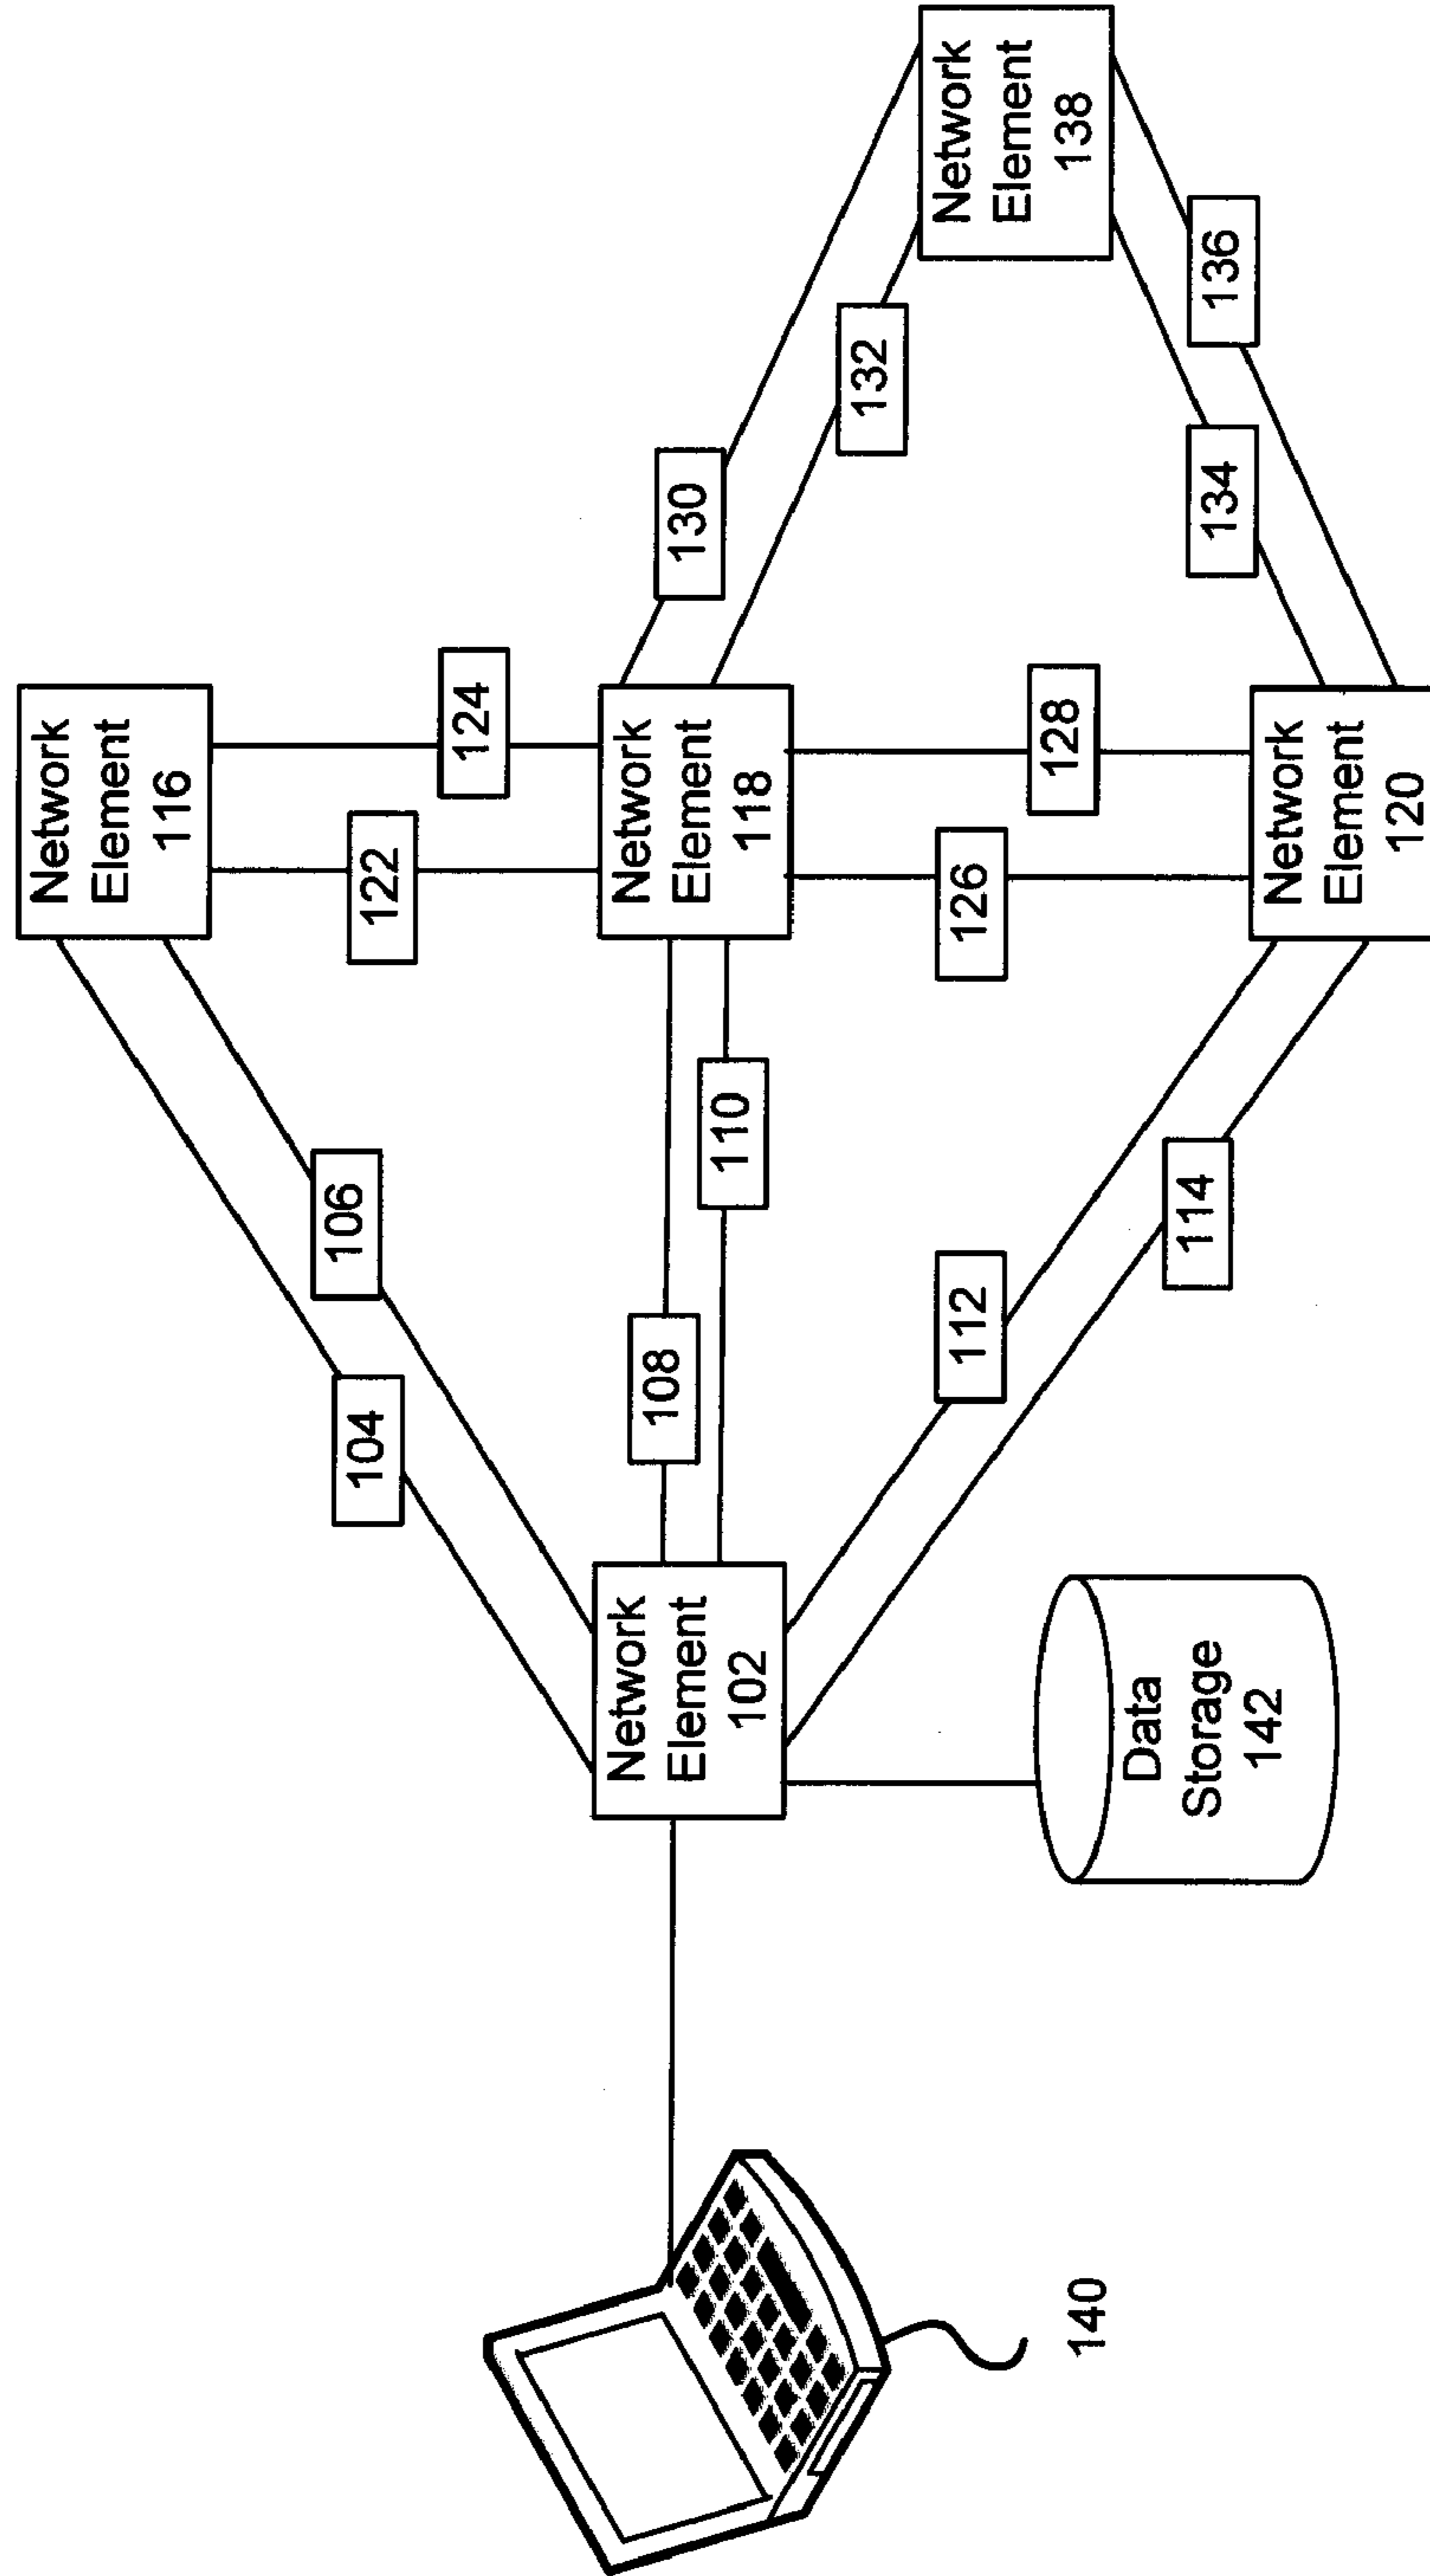 Network
Element
116
104
106
122
124
Network
Element
102
108
110
Network
Element
118
130
132
Network
Element
138
112
114
126
128
134
136
140
Data
Storage
142
Network
Element
120